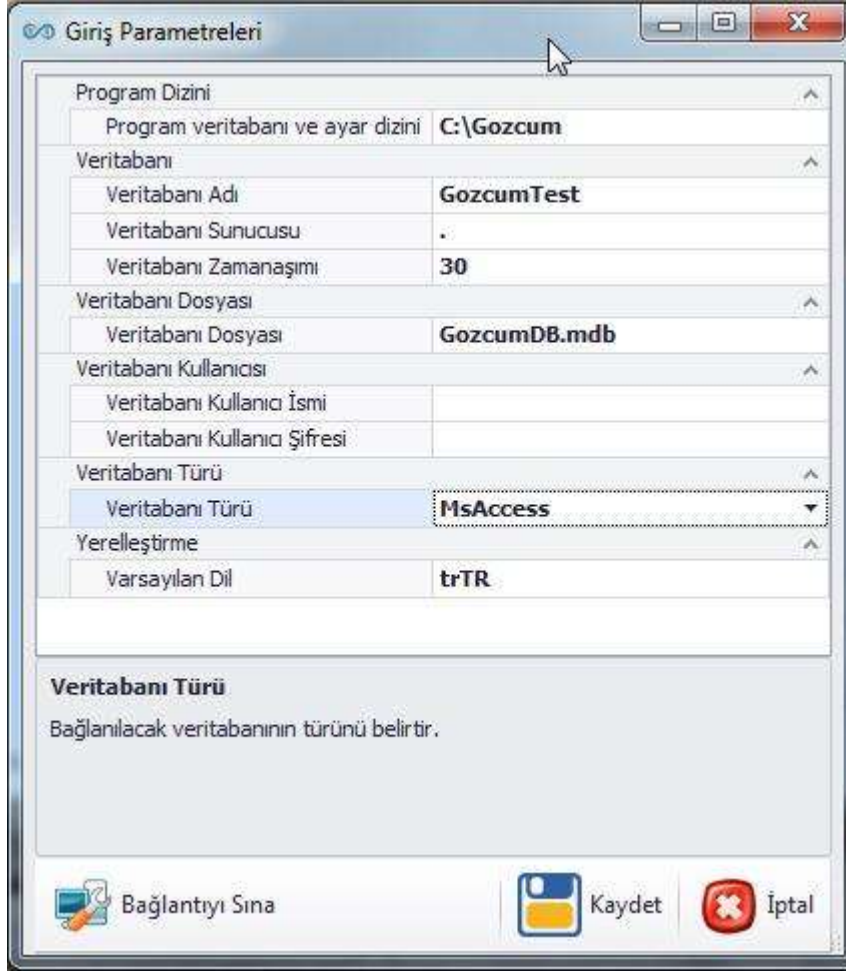 Giriş Parametreleri
Program Dizini
Program veritabanı ve ayar dizini C:\Gozcum
Veritabanı
Veritabanı Adı GozcumTest
Veritabanı Sunucusu .
Veritabanı Zamanaşımı 30
Veritabanı Dosyası
Veritabanı Dosyası GozcumDB.mdb
Veritabanı Kullanıcısı
Veritabanı Kullanıcı İsmi
Veritabanı Kullanıcı Şifresi
Veritabanı Türü
Veritabanı Türü MsAccess
Yerelleştirme
Varsayılan Dil trTR
Veritabanı Türü
Bağlanılacak veritabanının türünü belirtir.
Bağlantıyı Sına Kaydet İptal